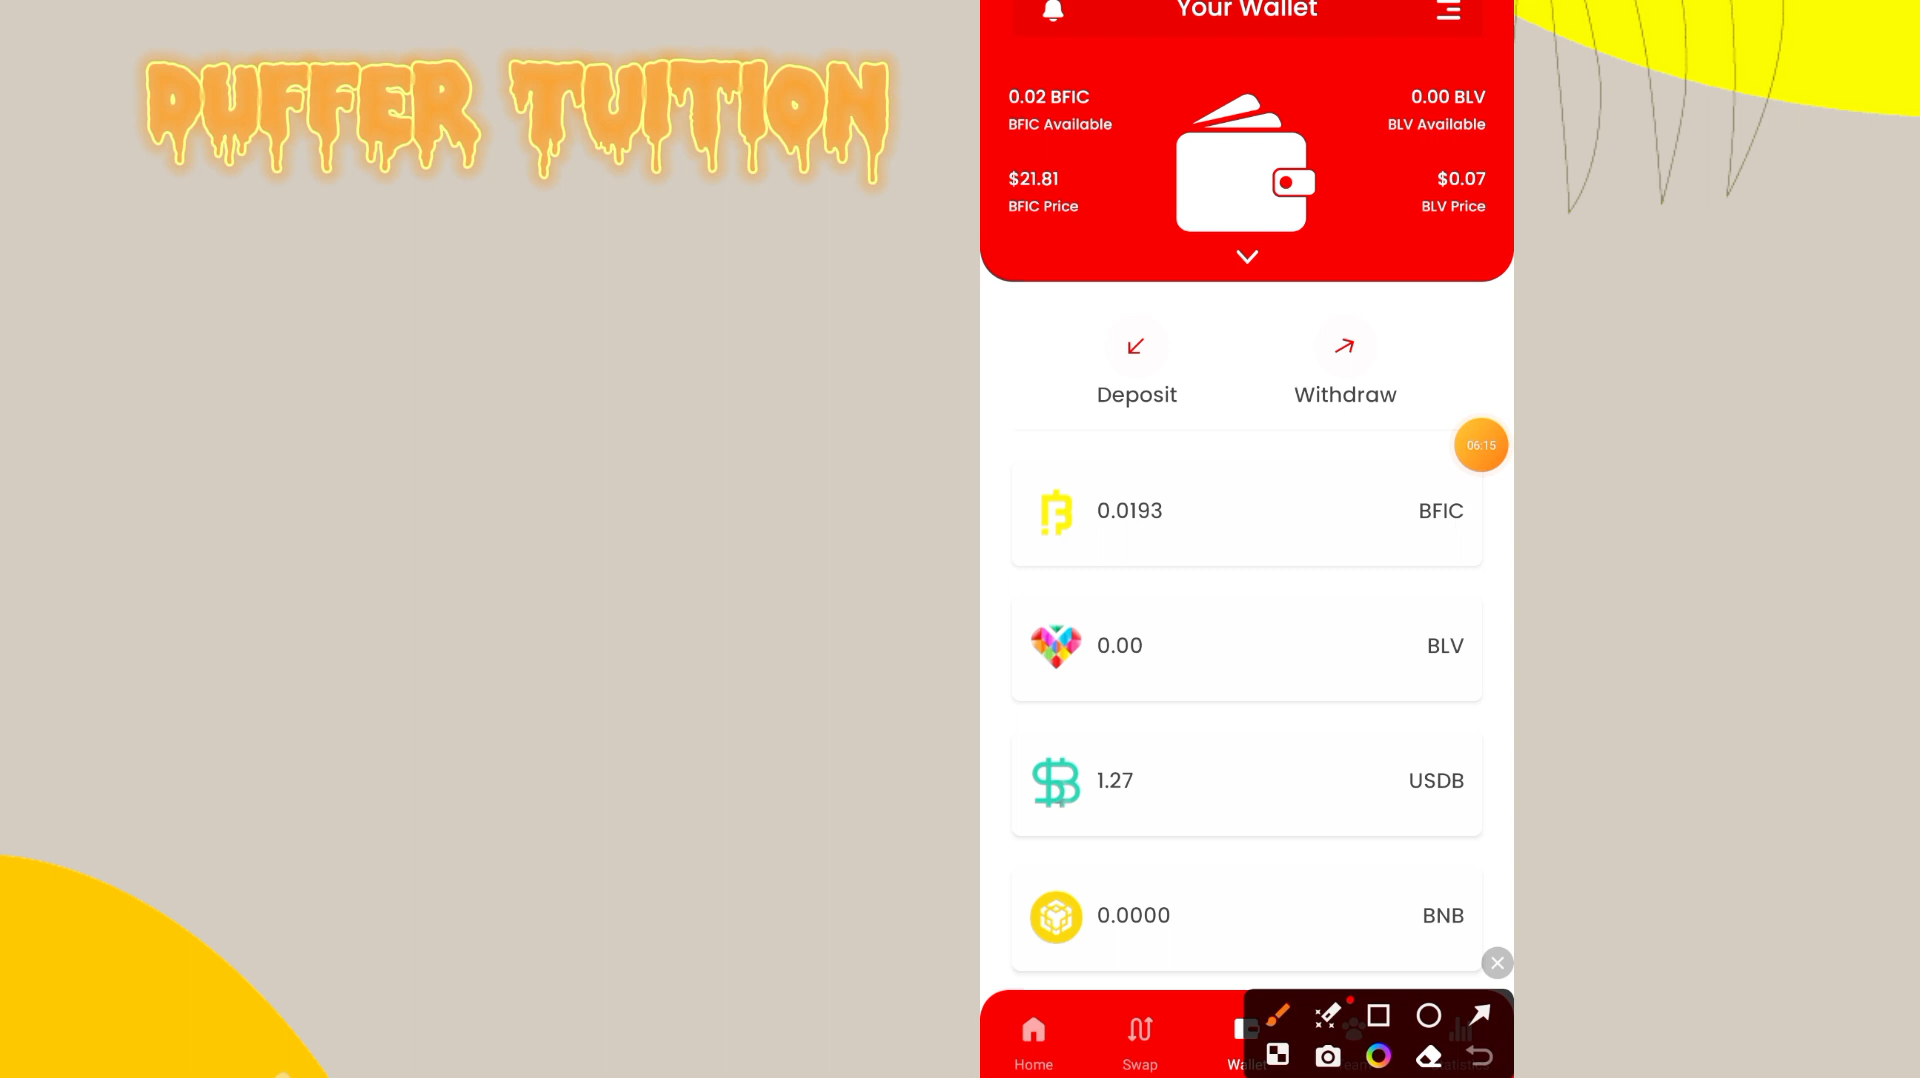 DUFFER TUITION
Your Wallet
0.02 BFIC
BFIC Available
0.00 BLV
BLV Available
$21.81
BFIC Price
$0.07
BLV Price
Deposit
Withdraw
06:15
0.0193 BFIC
0.00 BLV
1.27 USDB
0.0000 BNB
Home
Swap
Wallet